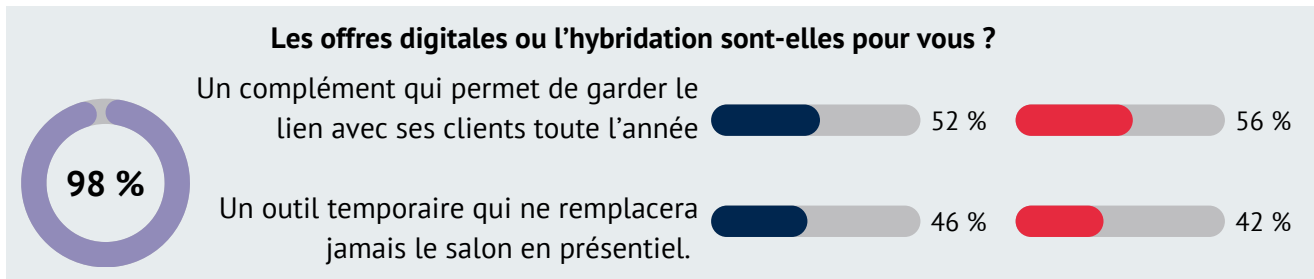 Les offres digitales ou l’hybridation sont-elles pour vous ?
Un complément qui permet de garder le
lien avec ses clients toute l’année
52 %
56 %
98 %
Un outil temporaire qui ne remplacera
jamais le salon en présentiel.
46 %
42 %